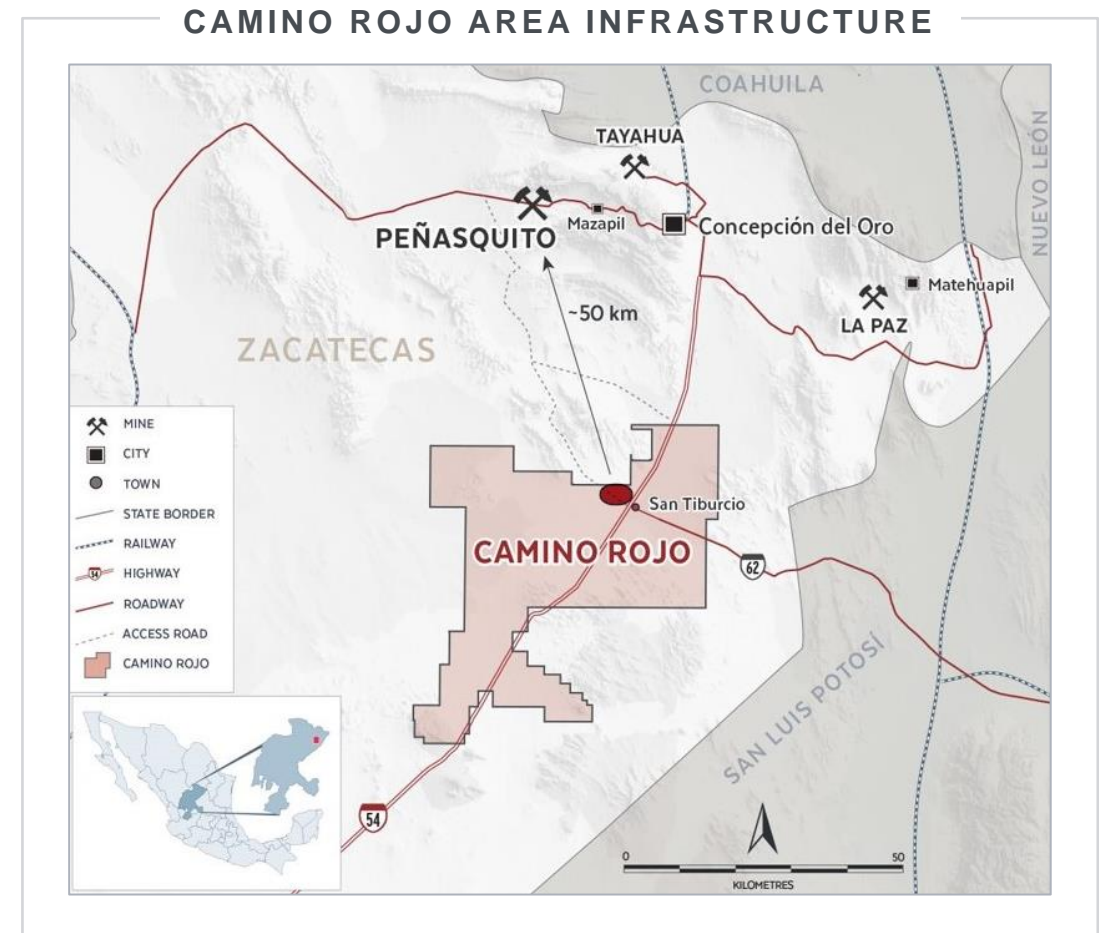 CAMINO ROJO AREA INFRASTRUCTURE
COAHUILA
NUEVO LEÓN
TAYAHUA
Mazapil
PEÑASQUITO
Concepción del Oro
Matehuapil
LA PAZ
~50 km
ZACATECAS
San Tiburcio
CAMINO ROJO
62
SAN LUIS POTOSÍ
54
MINE
CITY
TOWN
STATE BORDER
RAILWAY
54 HIGHWAY
ROADWAY
ACCESS ROAD
CAMINO ROJO
0 50
KILOMETRES